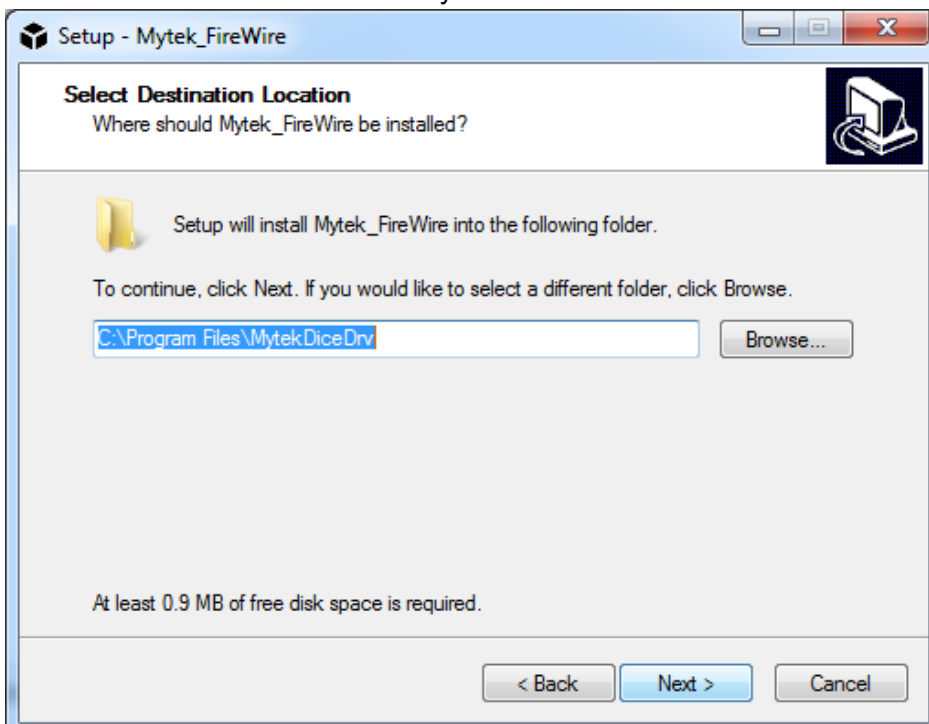 Setup - Mytek_FireWire
Select Destination Location
Where should Mytek_FireWire be installed?
Setup will install Mytek_FireWire into the following folder.
To continue, click Next. If you would like to select a different folder, click Browse.
C:\Program Files\MytekDiceDrv
Browse...
At least 0.9 MB of free disk space is required.
< Back
Next >
Cancel